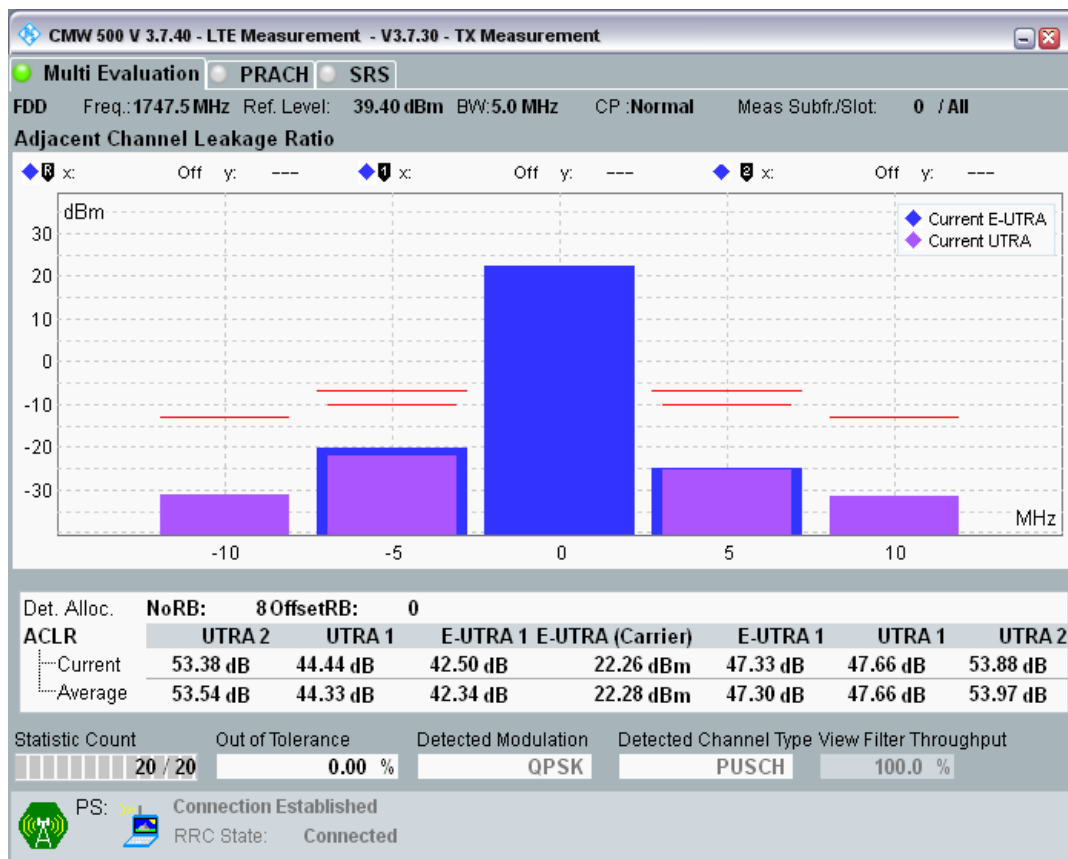 CMW 500 V 3.7.40 - LTE Measurement - V3.7.30 - TX Measurement
Multi Evaluation PRACH SRS
FDD Freq.:1747.5 MHz Ref. Level: 39.40 dBm BW:5.0 MHz CP :Normal Meas Subfr./Slot: 0 / All
Adjacent Channel Leakage Ratio
R x: Off y: --- 1 x: Off y: --- 2 x: Off y: ---
dBm
Current E-UTRA
Current UTRA
30
20
10
0
-10
-20
-30
MHz
-10 -5 0 5 10
Det. Alloc. NoRB: 8 OffsetRB: 0
ACLR UTRA 2 UTRA 1 E-UTRA 1 E-UTRA (Carrier) E-UTRA 1 UTRA 1 UTRA 2
Current 53.38 dB 44.44 dB 42.50 dB 22.26 dBm 47.33 dB 47.66 dB 53.88 dB
Average 53.54 dB 44.33 dB 42.34 dB 22.28 dBm 47.30 dB 47.66 dB 53.97 dB
Statistic Count Out of Tolerance Detected Modulation Detected Channel Type View Filter Throughput
20 / 20 0.00 % QPSK PUSCH 100.0 %
PS: Connection Established
RRC State: Connected